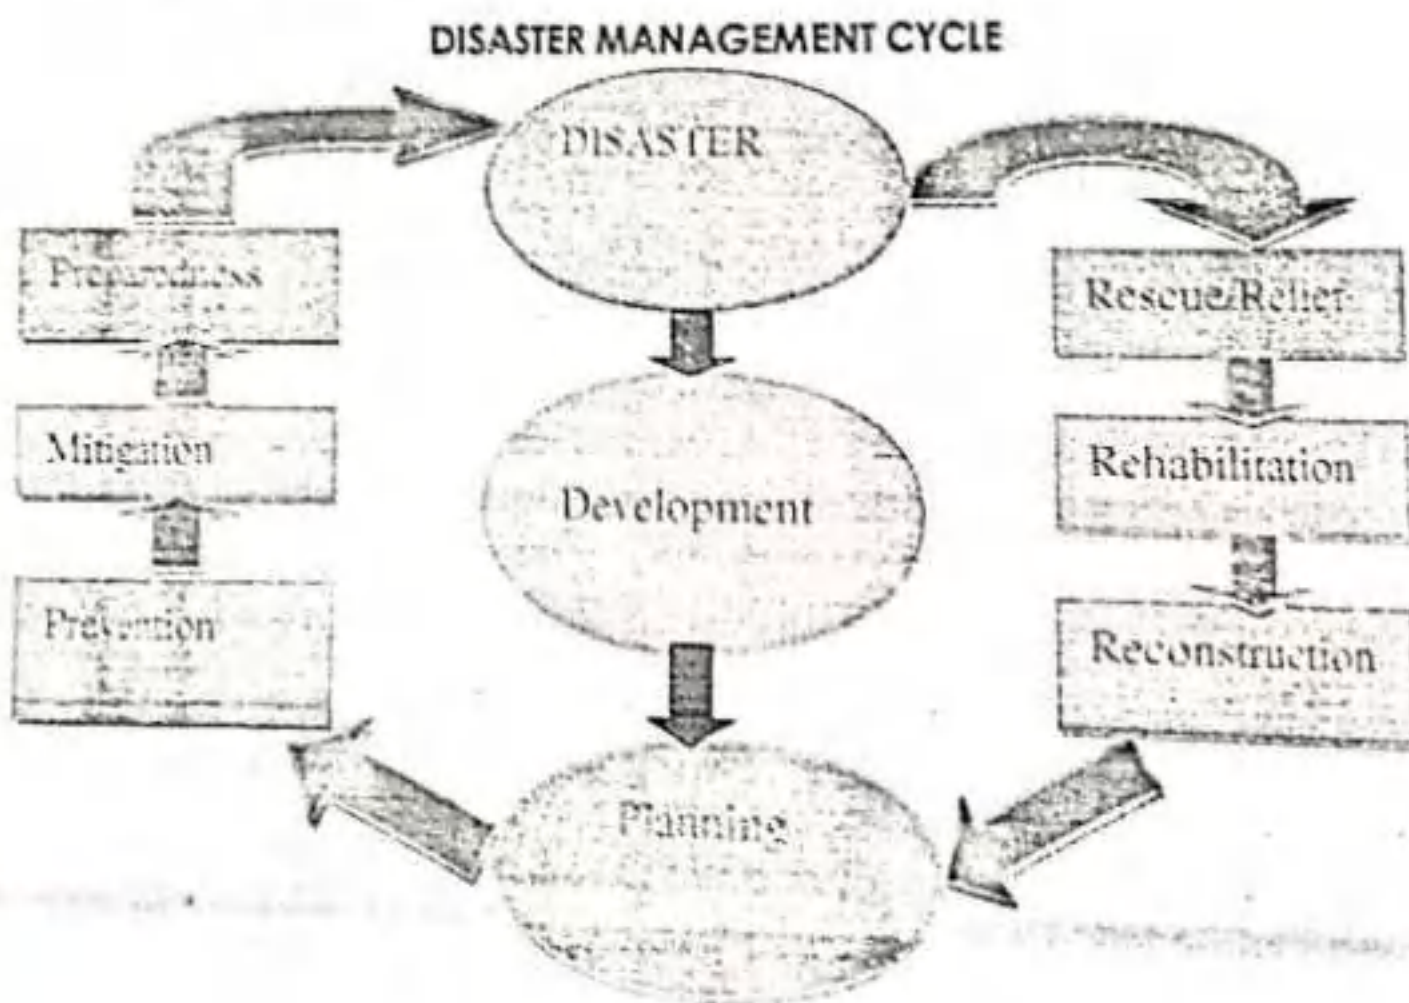 DISASTER MANAGEMENT CYCLE
DISASTER
Preparedness
Rescue/Relief
Mitigation
Rehabilitation
Development
Prevention
Reconstruction
Planning